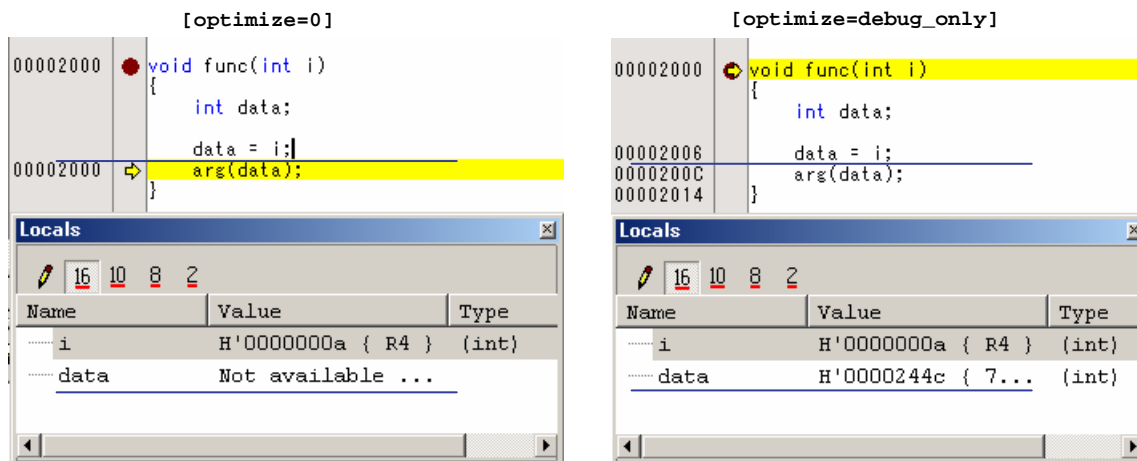 [optimize=0]
00002000 void func(int i)
{
int data;
data = i;
00002000 arg(data);
}
Locals
16 10 8 2
Name Value Type
i H'0000000a { R4 } (int)
data Not available ...
[optimize=debug_only]
00002000 void func(int i)
{
int data;
00002006 data = i;
0000200C arg(data);
00002014 }
Locals
16 10 8 2
Name Value Type
i H'0000000a { R4 } (int)
data H'0000244c { 7... (int)